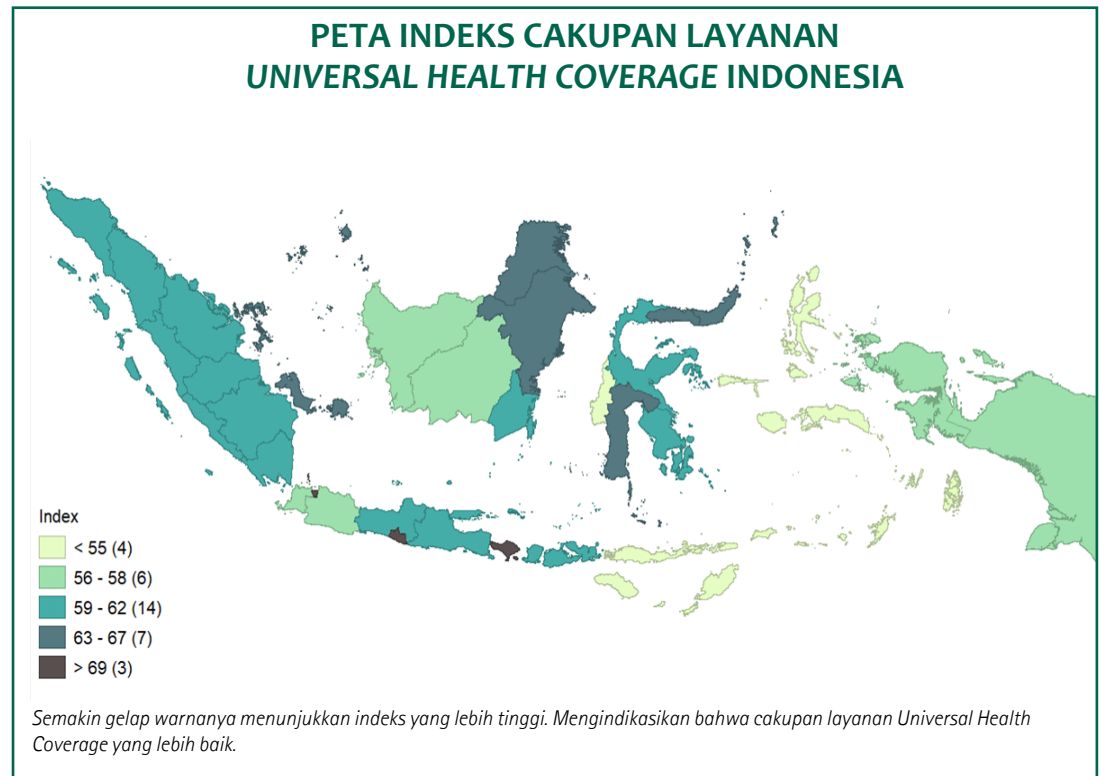 PETA INDEKS CAKUPAN LAYANAN
UNIVERSAL HEALTH COVERAGE INDONESIA
Index
< 55 (4)
56 - 58 (6)
59 - 62 (14)
63 - 67 (7)
> 69 (3)
Semakin gelap warnanya menunjukkan indeks yang lebih tinggi. Mengindikasikan bahwa cakupan layanan Universal Health
Coverage yang lebih baik.